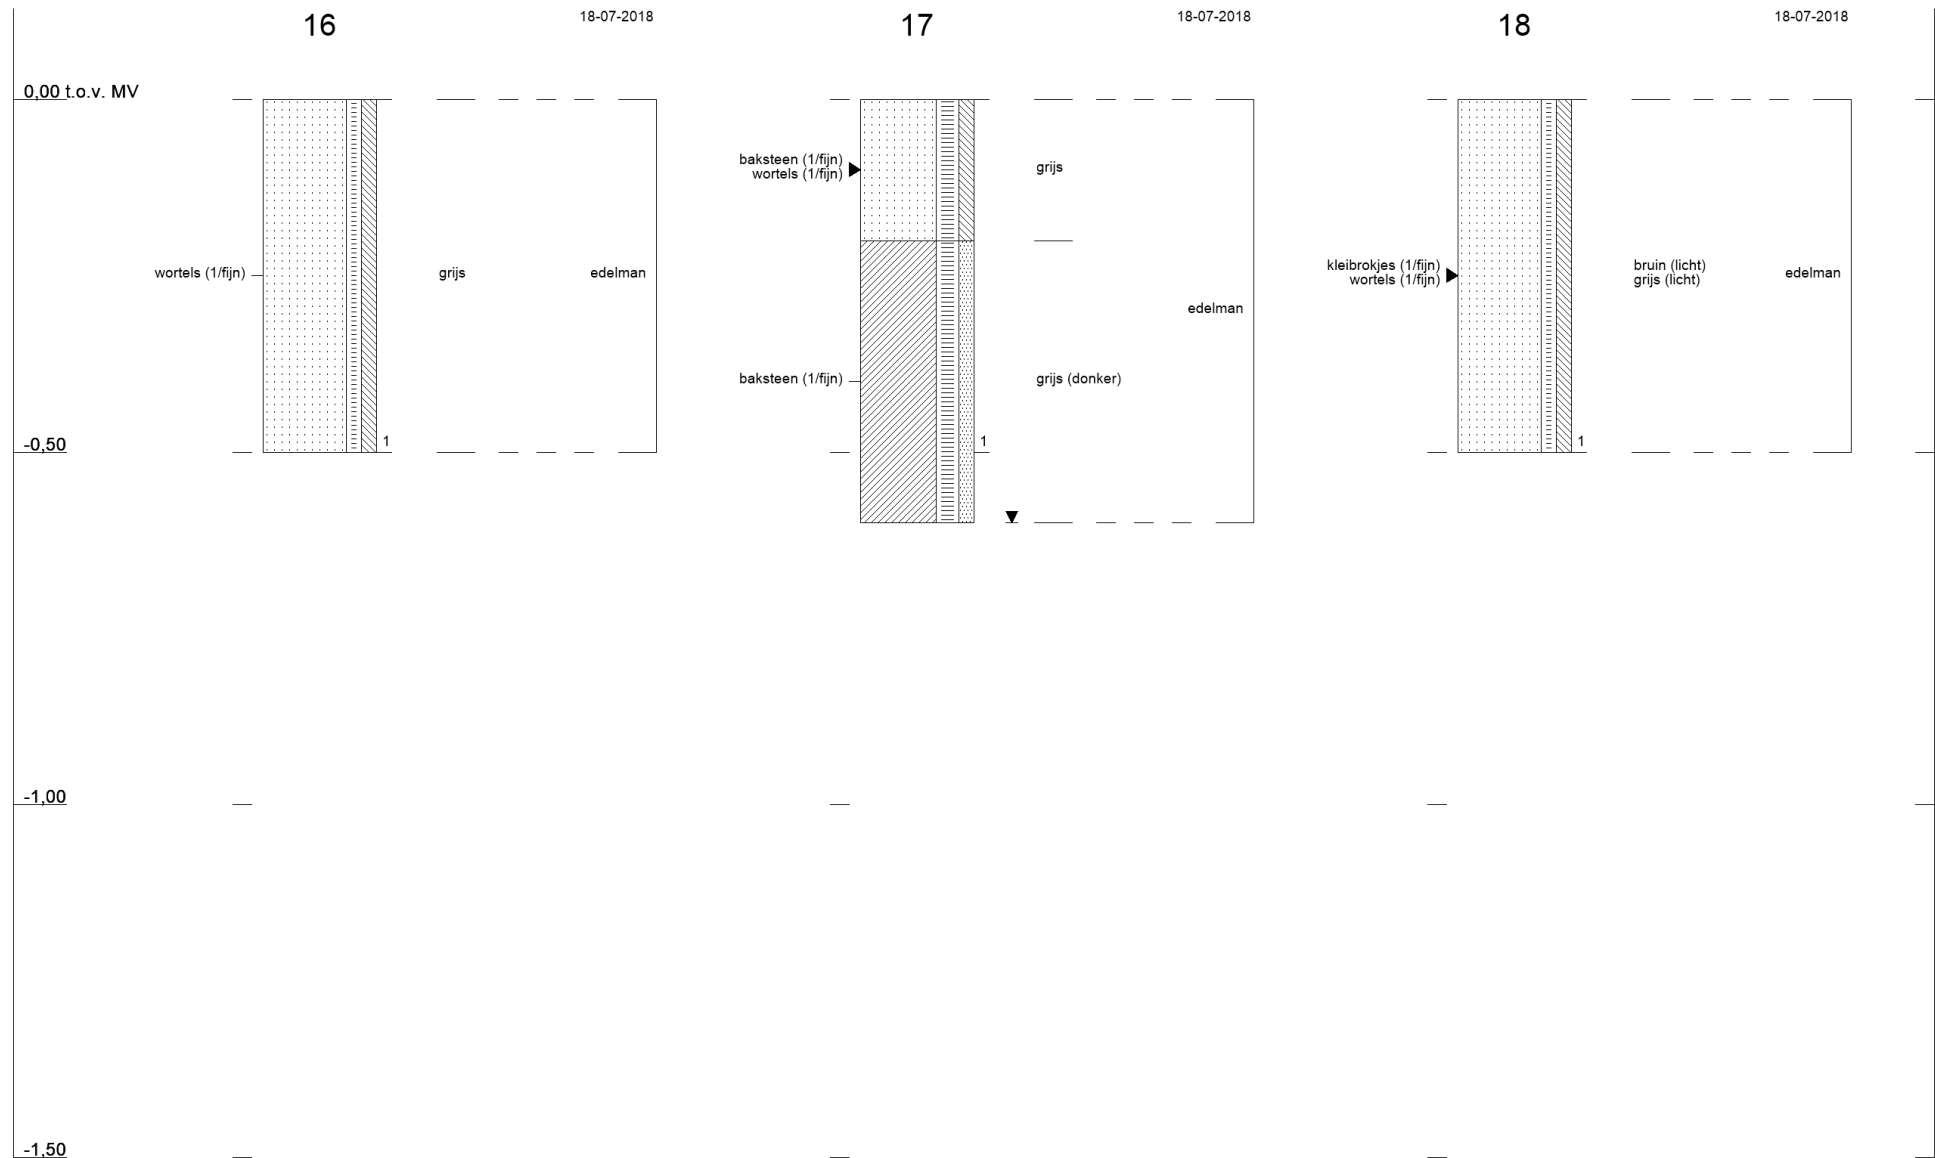 16
18-07-2018
17
18-07-2018
18
18-07-2018
0,00 t.o.v. MV
-0,50
-1,00
-1,50
wortels (1/fijn)
grijs
edelman
1
baksteen (1/fijn)
wortels (1/fijn)
grijs
edelman
baksteen (1/fijn)
grijs (donker)
1
kleibrokjes (1/fijn)
wortels (1/fijn)
bruin (licht)
grijs (licht)
edelman
1